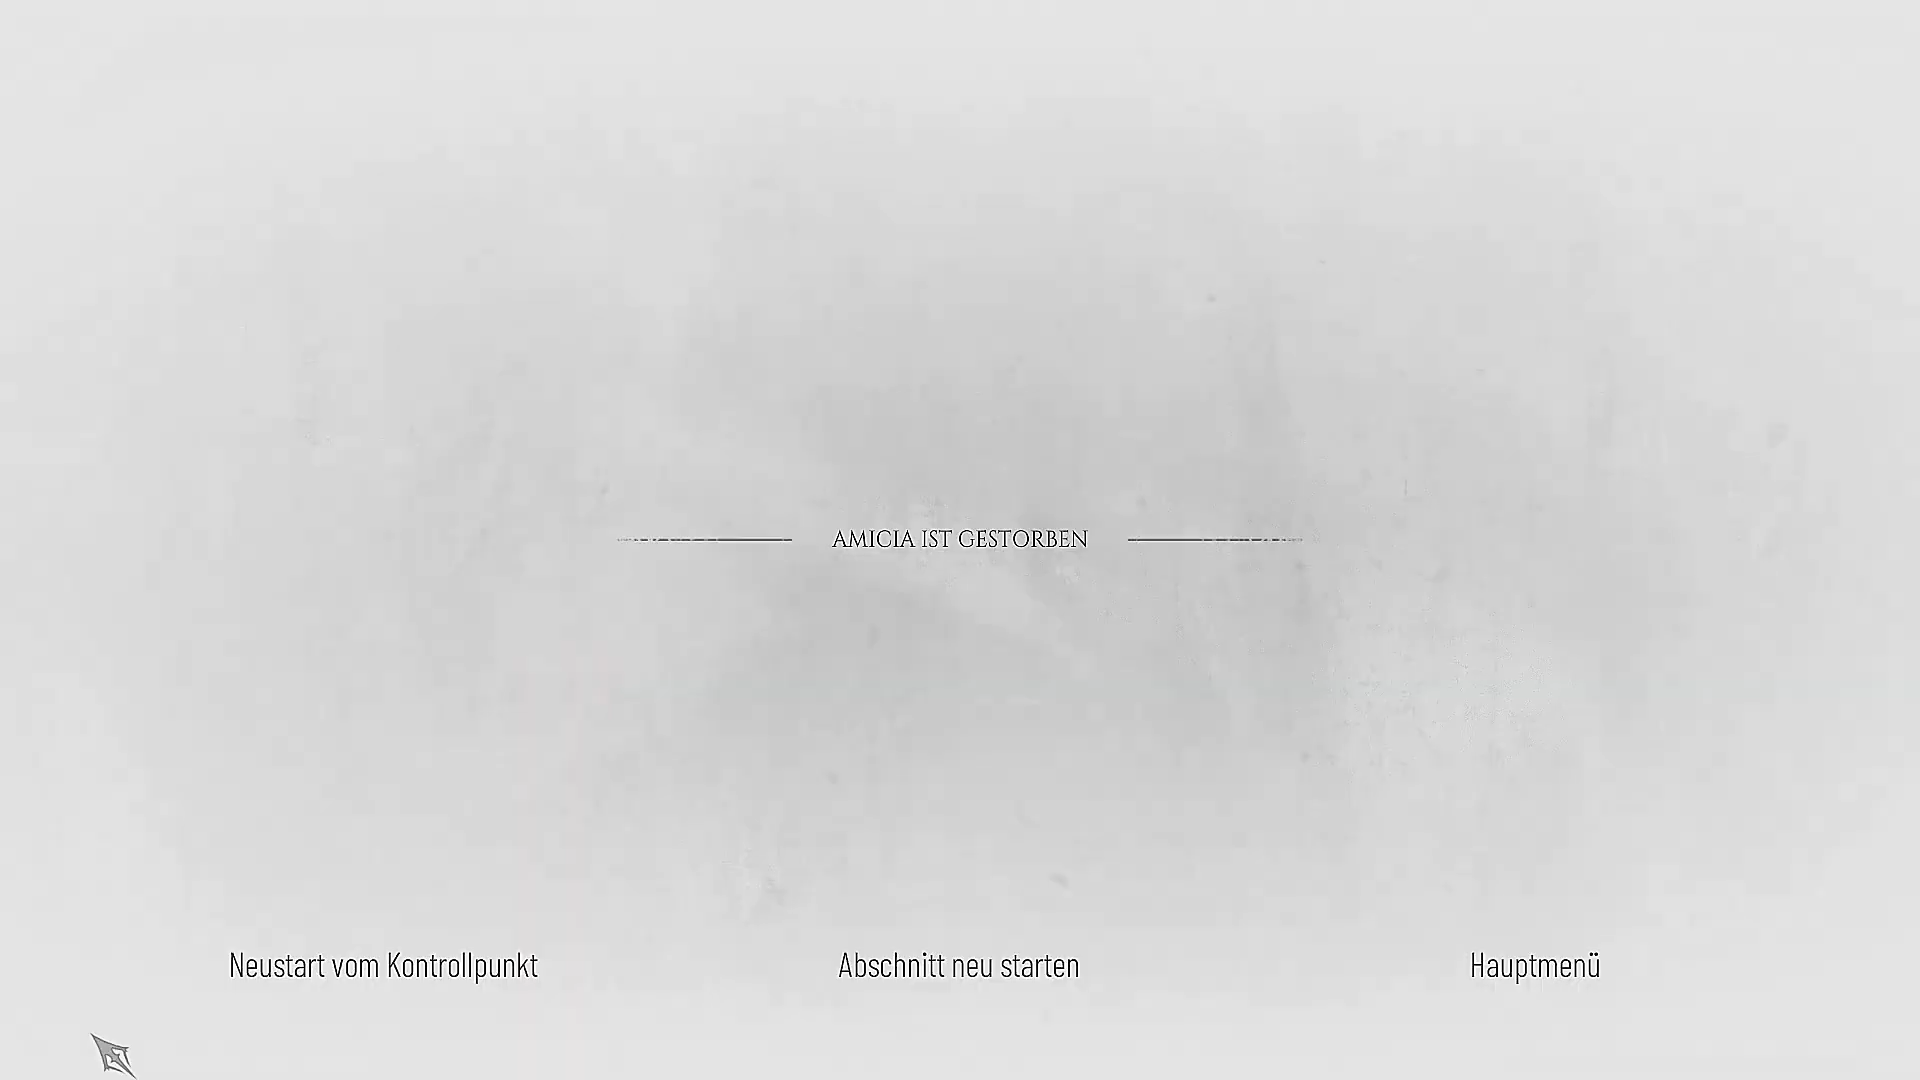 AMICIA IST GESTORBEN
Neustart vom Kontrollpunkt
Abschnitt neu starten
Hauptmenü